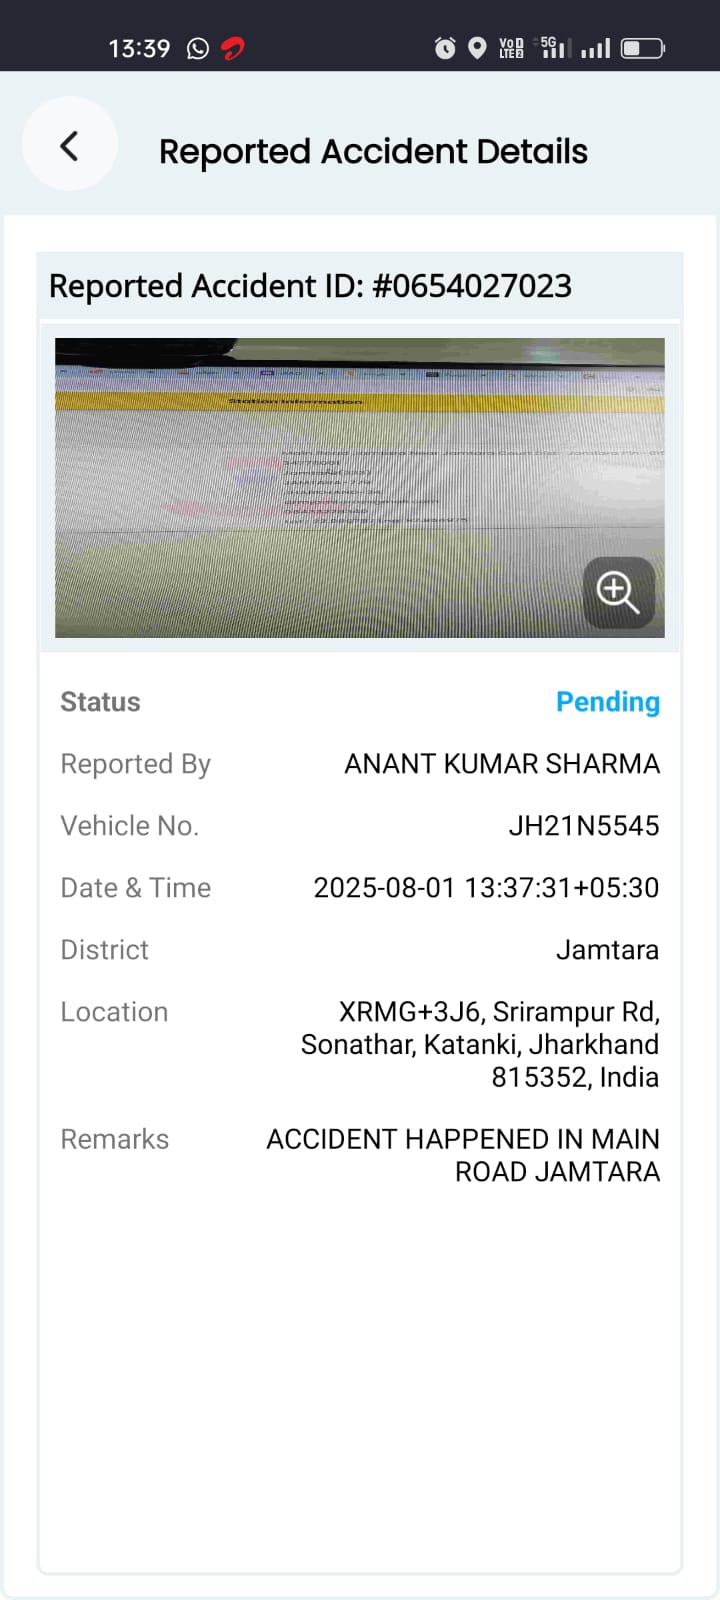 13:39
VoD LTE2 5G
Reported Accident Details
Reported Accident ID: #0654027023
Station Information
Status Pending
Reported By ANANT KUMAR SHARMA
Vehicle No. JH21N5545
Date & Time 2025-08-01 13:37:31+05:30
District Jamtara
Location XRMG+3J6, Srirampur Rd,
Sonathar, Katanki, Jharkhand
815352, India
Remarks ACCIDENT HAPPENED IN MAIN
ROAD JAMTARA